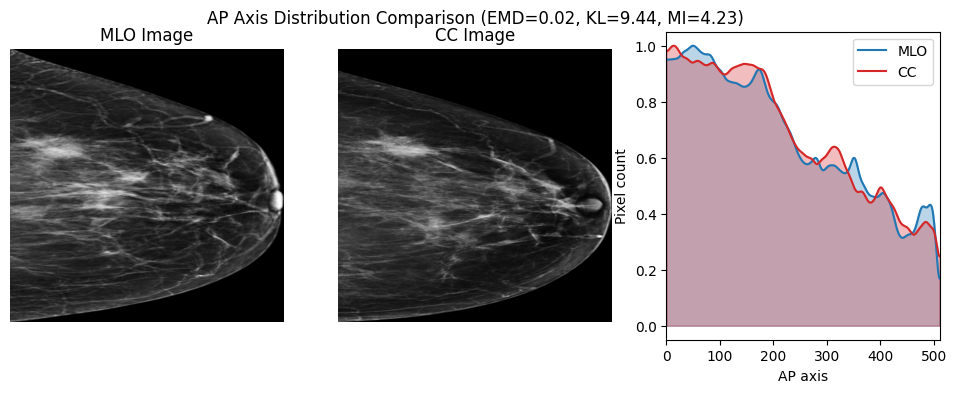 AP Axis Distribution Comparison (EMD=0.02, KL=9.44, MI=4.23)
MLO Image
CC Image
MLO
CC
Pixel count
1.0
0.8
0.6
0.4
0.2
0.0
0 100 200 300 400 500
AP axis